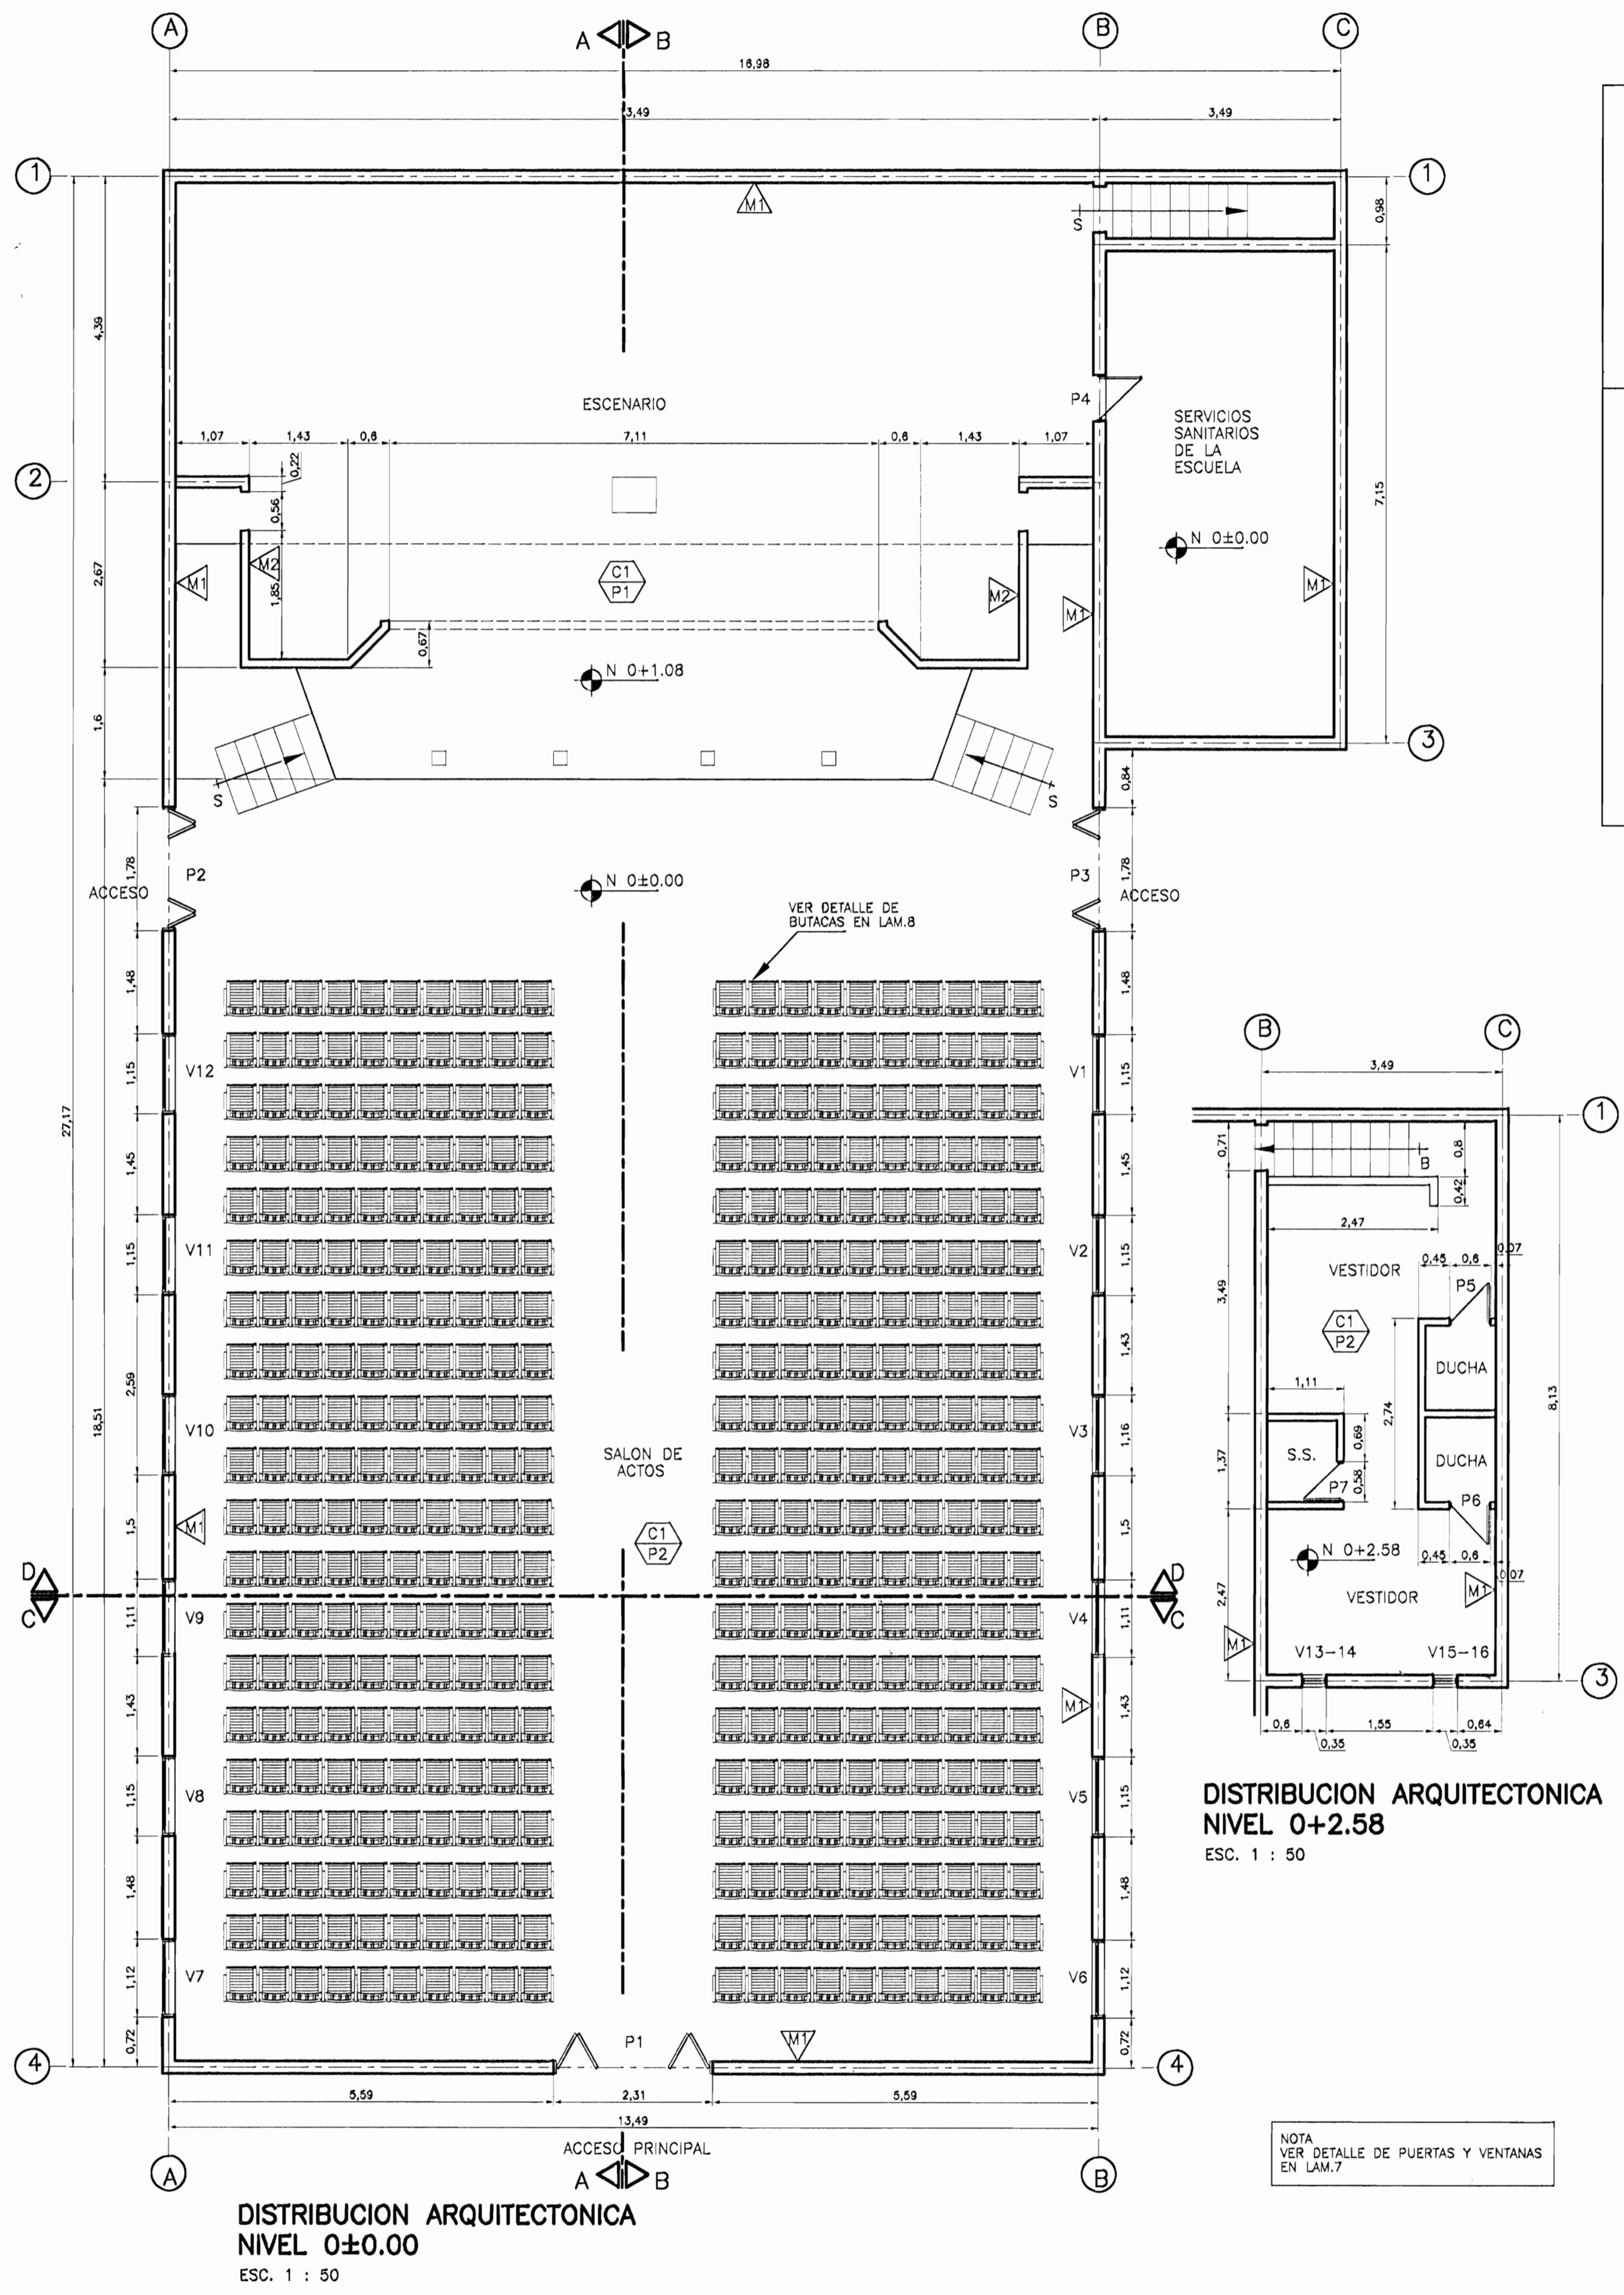 A
A B
B
C
16,98
13,49
3,49
1
1
M1
S
0,98
4,39
ESCENARIO
P4
SERVICIOS
SANITARIOS
DE LA
ESCUELA
1,07
1,43
0,6
7,11
0,6
1,43
1,07
0,22
2
0,56
7,15
N 0±0.00
2,67
M1
M2
1,85
C1
P1
M2
M1
M1
0,67
N 0+1.08
1,6
S
S
3
0,84
1,78
P2
ACCESO
N 0±0.00
P3
1,78
ACCESO
VER DETALLE DE
BUTACAS EN LAM.8
1,48
1,48
27,17
18,51
1,15
V12
V1
1,15
1,45
1,45
1,15
V11
V2
1,15
2,59
1,43
V10
V3
1,16
SALON DE
ACTOS
1,5
M1
C1
P2
1,5
D
C
D
C
1,11
V9
V4
1,11
1,43
M1
1,43
1,15
V8
V5
1,15
1,48
1,48
1,12
V7
V6
1,12
0,72
P1
M1
0,72
4
4
5,59
2,31
5,59
13,49
ACCESO PRINCIPAL
A
A B
B
DISTRIBUCION ARQUITECTONICA
NIVEL 0±0.00
ESC. 1 : 50
B
C
3,49
1
0,71
0,8
B
0,42
2,47
0,45
0,6
0,07
VESTIDOR
P5
3,49
C1
P2
DUCHA
1,11
2,74
8,13
0,69
1,37
S.S.
DUCHA
0,58
P7
P6
N 0+2.58
0,45
0,6
0,07
2,47
VESTIDOR
M1
M1
V13-14
V15-16
3
0,6
1,55
0,64
0,35
0,35
DISTRIBUCION ARQUITECTONICA
NIVEL 0+2.58
ESC. 1 : 50
NOTA
VER DETALLE DE PUERTAS Y VENTANAS
EN LAM.7